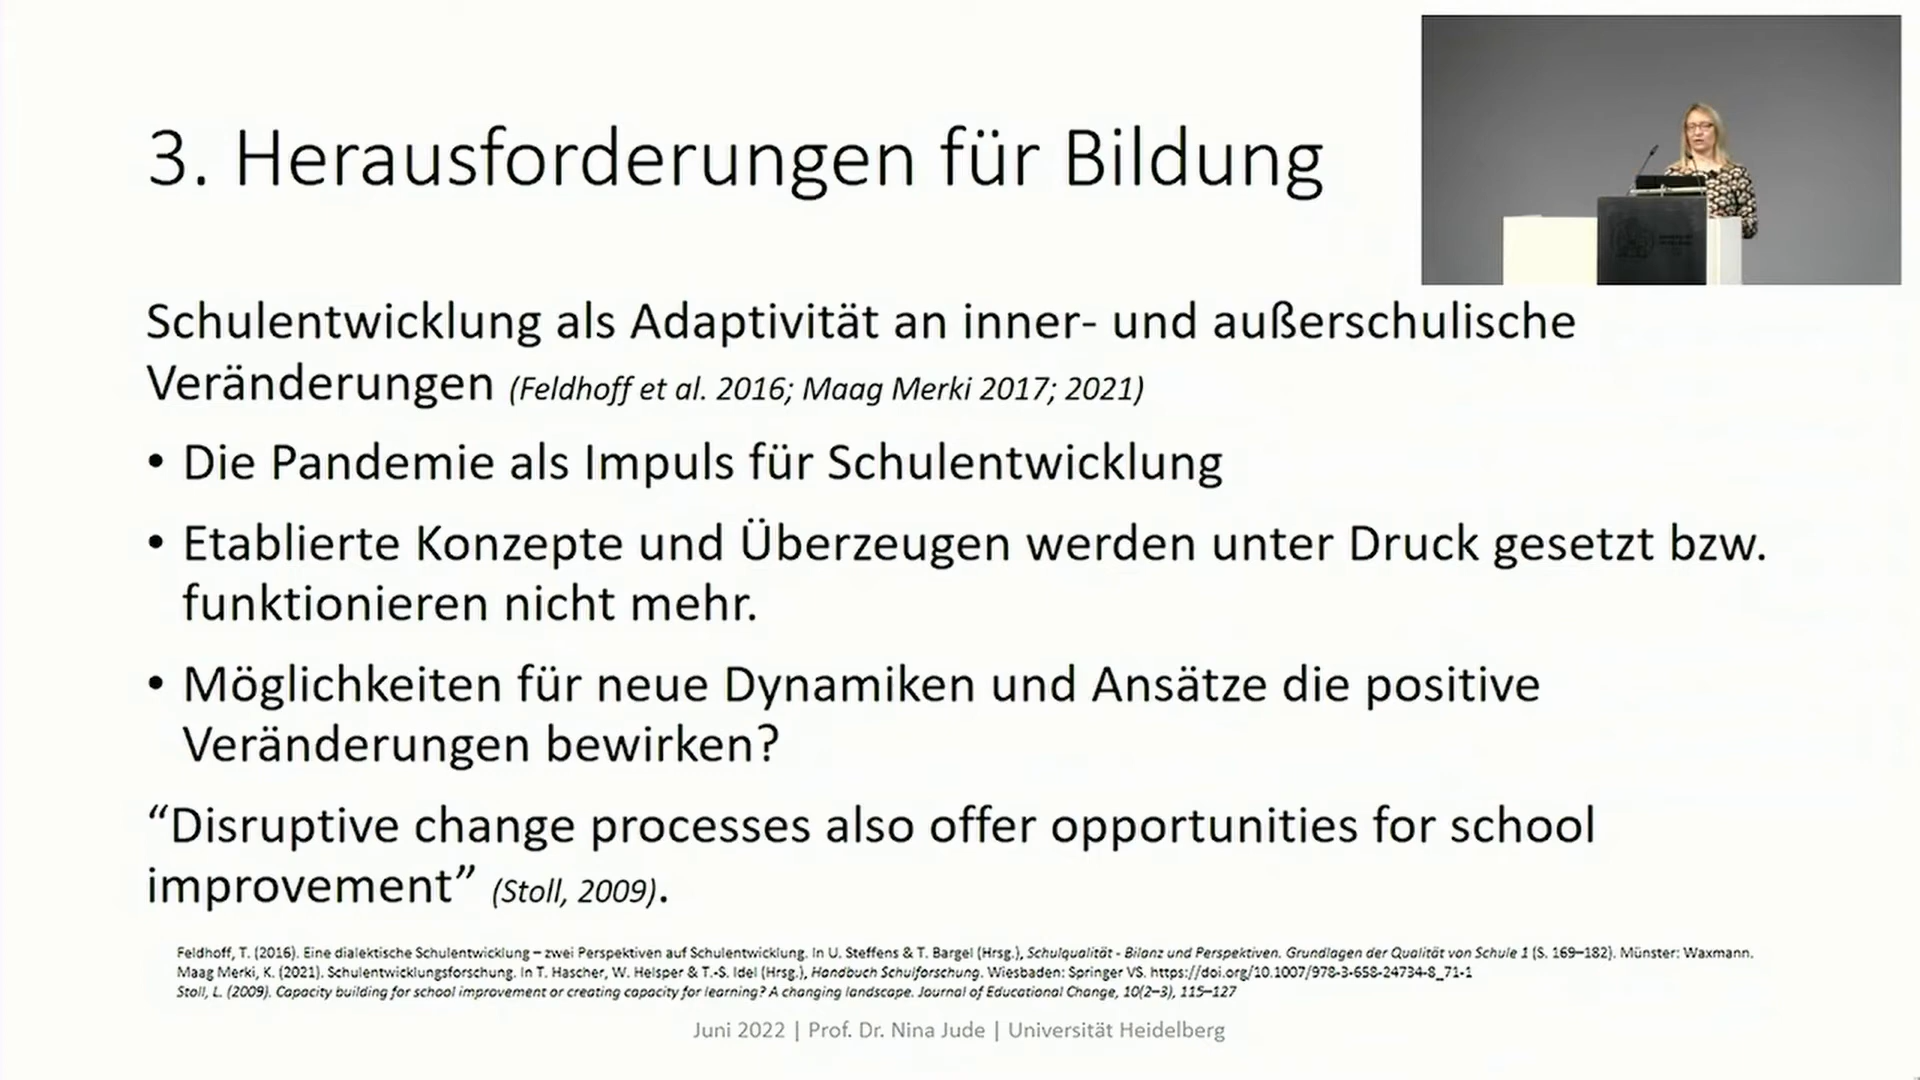 3. Herausforderungen für Bildung
Schulentwicklung als Adaptivität an inner- und außerschulische
Veränderungen (Feldhoff et al. 2016; Maag Merki 2017; 2021)
• Die Pandemie als Impuls für Schulentwicklung
• Etablierte Konzepte und Überzeugen werden unter Druck gesetzt bzw.
funktionieren nicht mehr.
• Möglichkeiten für neue Dynamiken und Ansätze die positive
Veränderungen bewirken?
“Disruptive change processes also offer opportunities for school
improvement” (Stoll, 2009).
Feldhoff, T. (2016). Eine dialektische Schulentwicklung – zwei Perspektiven auf Schulentwicklung. In U. Steffens & T. Bargel (Hrsg.), Schulqualität - Bilanz und Perspektiven. Grundlagen der Qualität von Schule 1 (S. 169–182). Münster: Waxmann.
Maag Merki, K. (2021). Schulentwicklungsforschung. In T. Hascher, W. Helsper & T.-S. Idel (Hrsg.), Handbuch Schulforschung. Wiesbaden: Springer VS. https://doi.org/10.1007/978-3-658-24734-8_71-1
Stoll, L. (2009). Capacity building for school improvement or creating capacity for learning? A changing landscape. Journal of Educational Change, 10(2–3), 115–127
Juni 2022 | Prof. Dr. Nina Jude | Universität Heidelberg